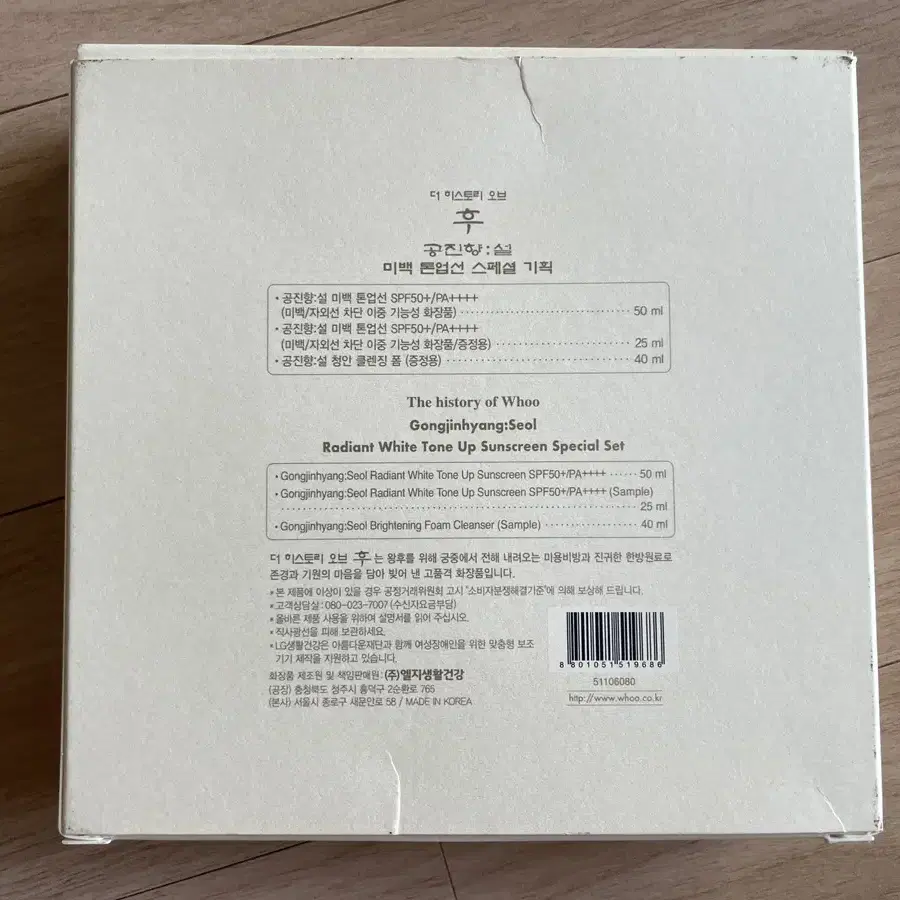 더 히스토리 오브
후
공진향:설
미백 톤업선 스페셜 기획
• 공진향:설 미백 톤업선 SPF50+/PA++++
(미백/자외선 차단 이중 기능성 화장품) ···· 50 ml
• 공진향:설 미백 톤업선 SPF50+/PA++++
(미백/자외선 차단 이중 기능성 화장품/증정용) ···· 25 ml
• 공진향:설 청안 클렌징 폼 (증정용) ···· 40 ml
The history of Whoo
Gongjinhyang:Seol
Radiant White Tone Up Sunscreen Special Set
• Gongjinhyang:Seol Radiant White Tone Up Sunscreen SPF50+/PA++++ ···· 50 ml
• Gongjinhyang:Seol Radiant White Tone Up Sunscreen SPF50+/PA++++ (Sample)
···· 25 ml
• Gongjinhyang:Seol Brightening Foam Cleanser (Sample) ···· 40 ml
더 히스토리 오브 후는 왕후를 위해 궁중에서 전해 내려오는 미용비방과 진귀한 한방원료로
존경과 기원의 마음을 담아 빚어 낸 고품격 화장품입니다.
* 본 제품에 이상이 있을 경우 공정거래위원회 고시 "소비자분쟁해결기준"에 의해 보상해 드립니다.
* 고객상담실 : 080-023-7007 (수신자요금부담)
* 올바른 제품 사용을 위하여 설명서를 읽어 주십시오.
* 직사광선을 피해 보관하세요.
* LG생활건강은 아름다운재단과 함께 여성장애인을 위한 맞춤형 보조
기기 제작을 지원하고 있습니다.
화장품 제조원 및 책임판매원 : (주)엘지생활건강
(공장) 충청북도 청주시 흥덕구 2순환로 765
(본사) 서울시 종로구 새문안로 58 / MADE IN KOREA
8 801051 519686
51106080
http://www.whoo.co.kr